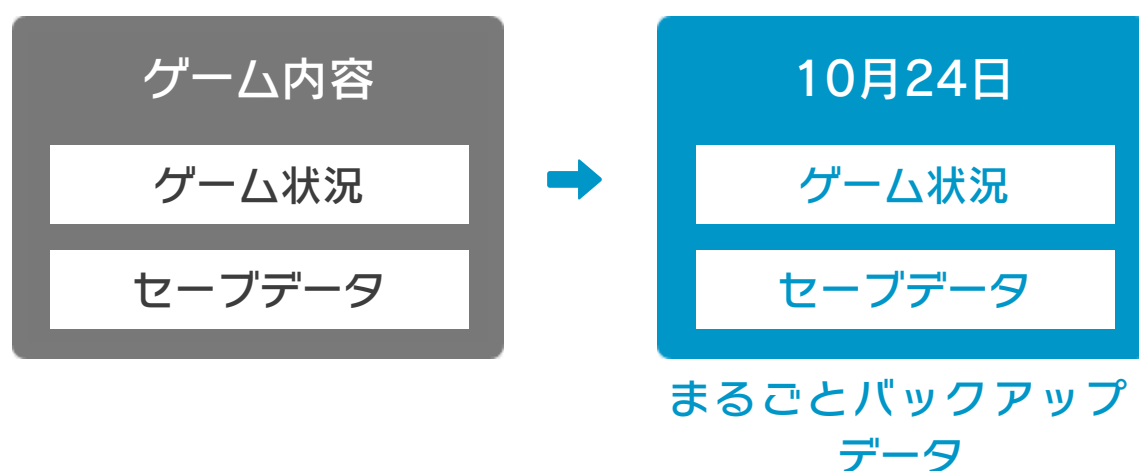 ゲーム内容
ゲーム状況
セーブデータ
10月24日
ゲーム状況
セーブデータ
まるごとバックアップ
データ